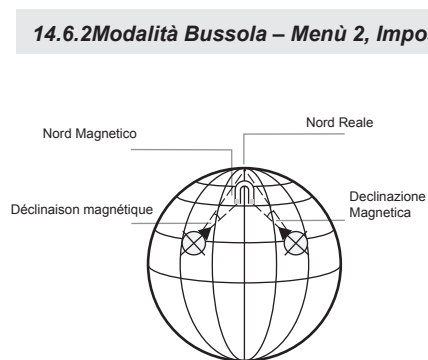 14.6.2Modalità Bussola – Menù 2, Impo
Nord Magnetico
Nord Reale
Déclinaison magnétique
Declinazione
Magnetica